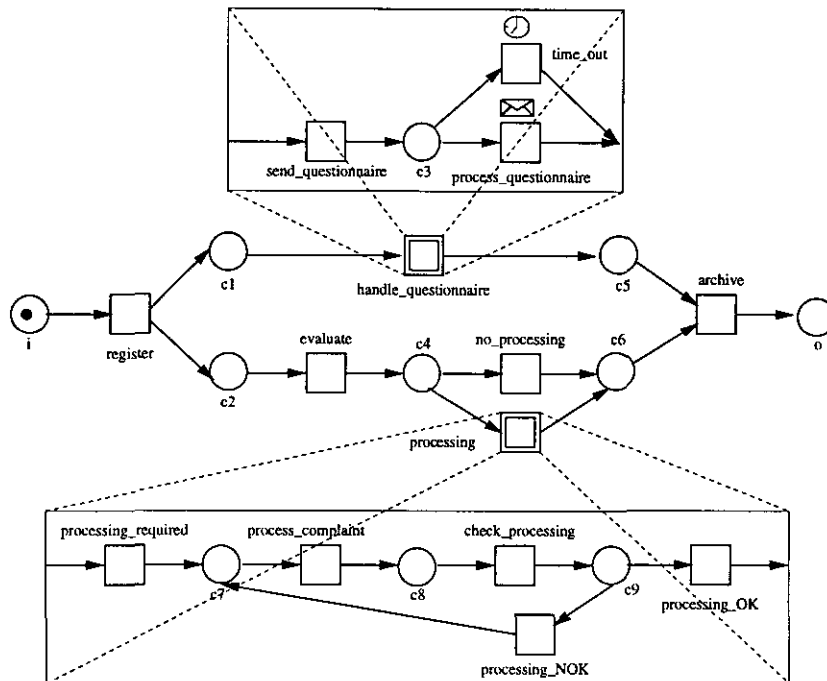 time_out
send_questionnaire
c3
process_questionnaire
c1
handle_questionnaire
c5
archive
i
register
evaluate
c4
no_processing
c6
o
c2
processing
processing_required
process_complaint
check_processing
c7
c8
c9
processing_OK
processing_NOK